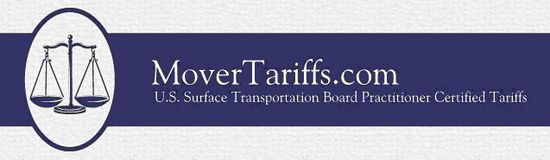 MoverTariffs.com
U.S. Surface Transportation Board Practitioner Certified Tariffs